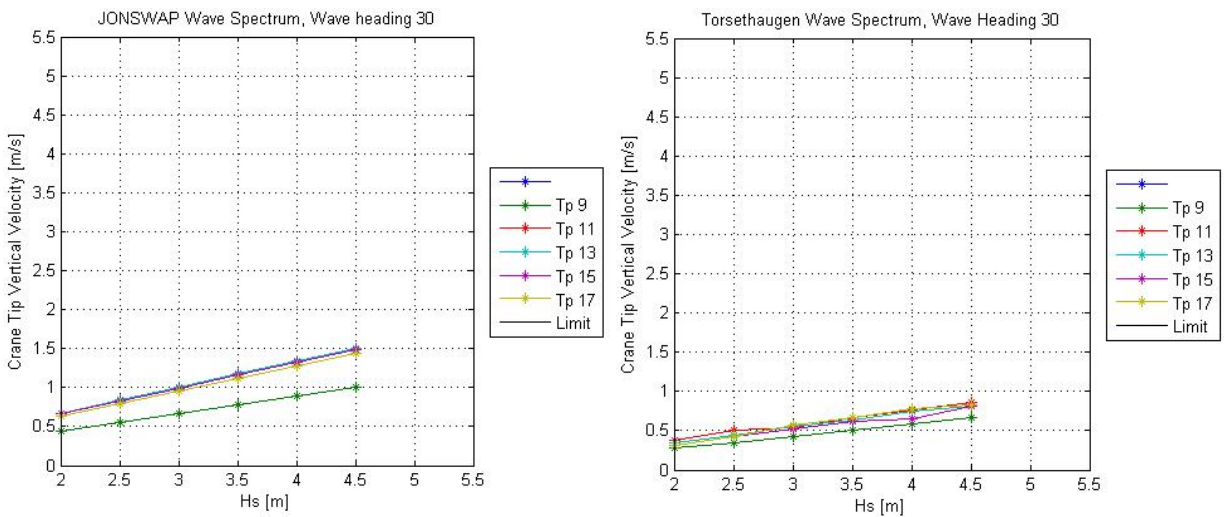 JONSWAP Wave Spectrum, Wave heading 30
5.5
5
4.5
4
3.5
3
2.5
2
1.5
1
0.5
0
Crane Tip Vertical Velocity [m/s]
2 2.5 3 3.5 4 4.5 5 5.5
Hs [m]
Tp 9
Tp 11
Tp 13
Tp 15
Tp 17
Limit
Torsethaugen Wave Spectrum, Wave Heading 30
5.5
5
4.5
4
3.5
3
2.5
2
1.5
1
0.5
0
Crane Tip Vertical Velocity [m/s]
2 2.5 3 3.5 4 4.5 5 5.5
Hs [m]
Tp 9
Tp 11
Tp 13
Tp 15
Tp 17
Limit